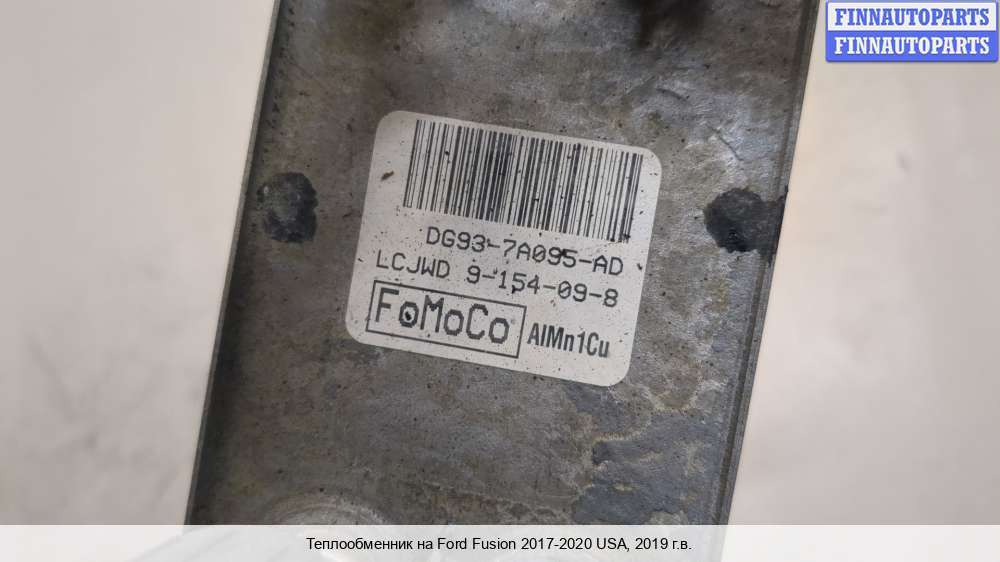 FINNAUTOPARTS
FINNAUTOPARTS
DG93-7A095-AD
LCJWD 9-154-09-8
FoMoCo AlMn1Cu
Теплообменник на Ford Fusion 2017-2020 USA, 2019 г.в.